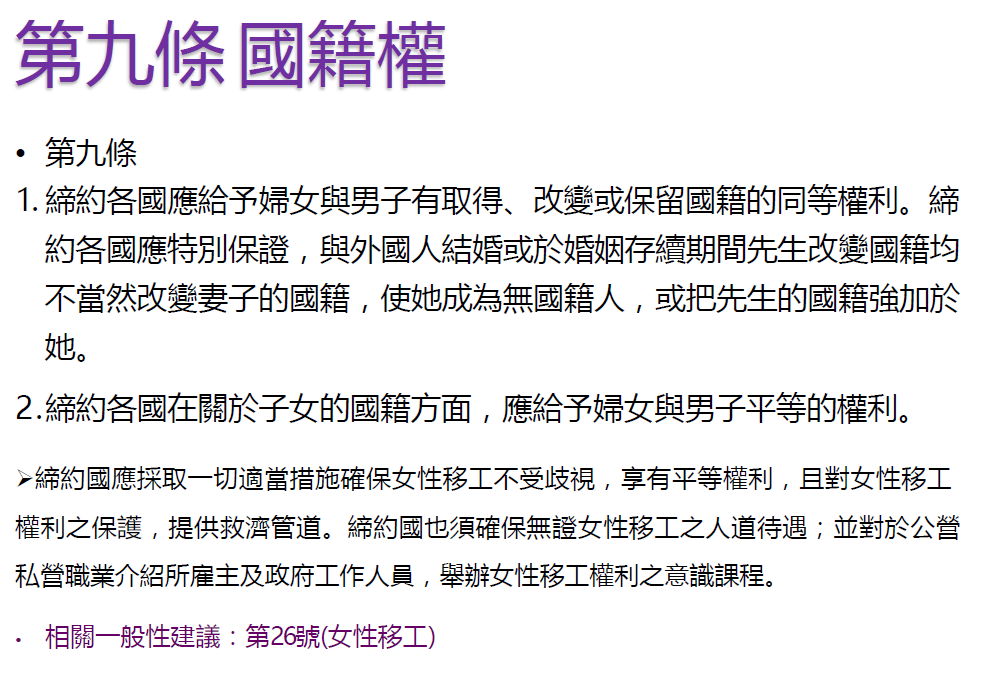 第九條 國籍權
• 第九條
1. 締約各國應給予婦女與男子有取得、改變或保留國籍的同等權利。締
約各國應特別保證，與外國人結婚或於婚姻存續期間先生改變國籍均
不當然改變妻子的國籍，使她成為無國籍人，或把先生的國籍強加於
她。
2. 締約各國在關於子女的國籍方面，應給予婦女與男子平等的權利。
➢締約國應採取一切適當措施確保女性移工不受歧視，享有平等權利，且對女性移工
權利之保護，提供救濟管道。締約國也須確保無證女性移工之人道待遇；並對於公營
私營職業介紹所雇主及政府工作人員，舉辦女性移工權利之意識課程。
• 相關一般性建議：第26號(女性移工)